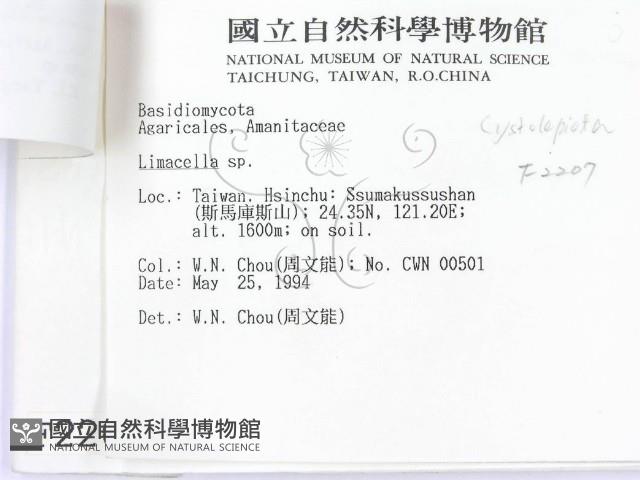 國立自然科學博物館
NATIONAL MUSEUM OF NATURAL SCIENCE
TAICHUNG, TAIWAN, R.O.CHINA
Basidiomycota
Agaricales, Amanitaceae
Cystolepiota
Limacella sp.
F2207
Loc.: Taiwan. Hsinchu: Ssumakussushan
(斯馬庫斯山); 24.35N, 121.20E;
alt. 1600m; on soil.
Col.: W.N. Chou(周文能); No. CWN 00501
Date: May 25, 1994
Det.: W.N. Chou(周文能)
國立自然科學博物館
NATIONAL MUSEUM OF NATURAL SCIENCE